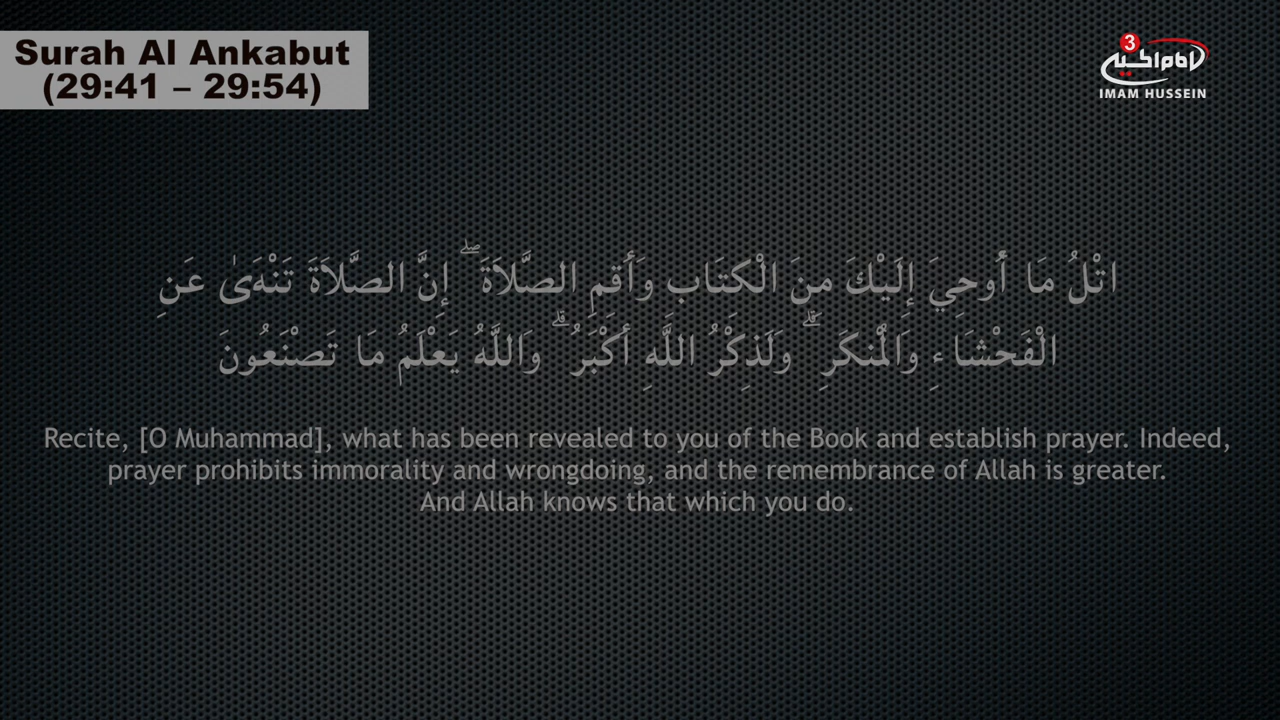 Surah Al Ankabut
(29:41 – 29:54)
3
الإمام الحسين
IMAM HUSSEIN
اتْلُ مَا أُوحِيَ إِلَيْكَ مِنَ الْكِتَابِ وَأَقِمِ الصَّلَاةَ ۖ إِنَّ الصَّلَاةَ تَنْهَىٰ عَنِ
الْفَحْشَاءِ وَالْمُنكَرِ ۗ وَلَذِكْرُ اللَّهِ أَكْبَرُ ۗ وَاللَّهُ يَعْلَمُ مَا تَصْنَعُونَ
Recite, [O Muhammad], what has been revealed to you of the Book and establish prayer. Indeed,
prayer prohibits immorality and wrongdoing, and the remembrance of Allah is greater.
And Allah knows that which you do.